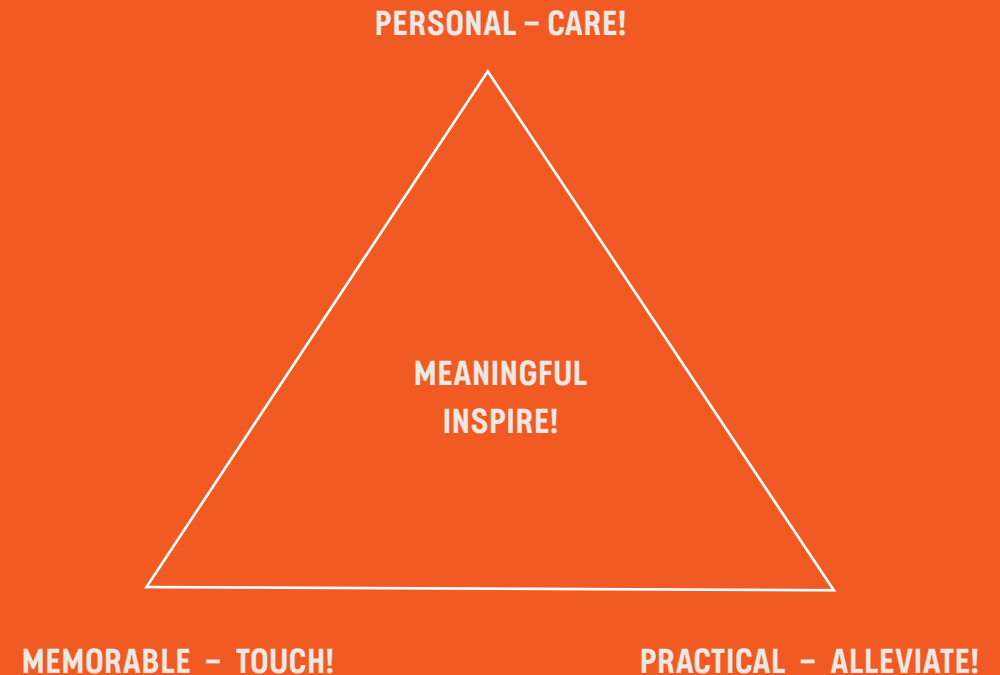 PERSONAL – CARE!
MEANINGFUL
INSPIRE!
MEMORABLE – TOUCH!
PRACTICAL – ALLEVIATE!